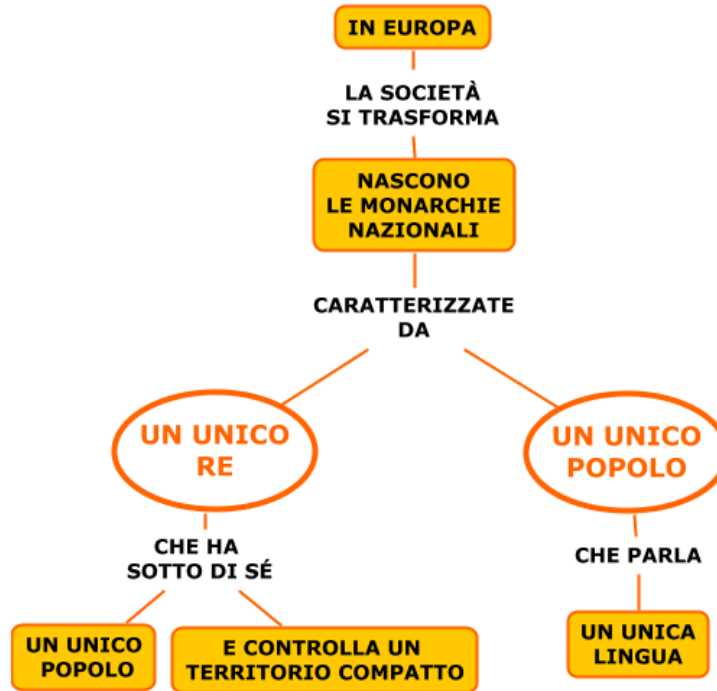 IN EUROPA
LA SOCIETÀ
SI TRASFORMA
NASCONO
LE MONARCHIE
NAZIONALI
CARATTERIZZATE
DA
UN UNICO
RE
UN UNICO
POPOLO
CHE HA
SOTTO DI SÉ
CHE PARLA
UN UNICO
POPOLO
E CONTROLLA UN
TERRITORIO COMPATTO
UN UNICA
LINGUA